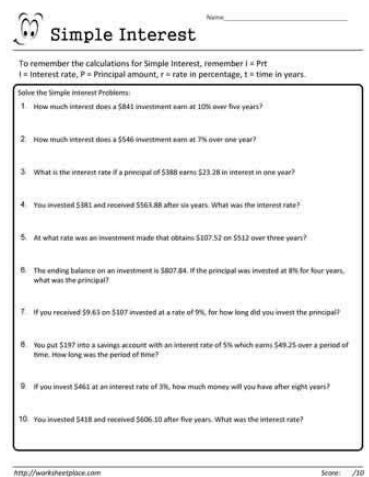 Name
Simple Interest
To remember the calculations for Simple Interest, remember I = Prt
I = Interest rate, P = Principal amount, r = rate in percentage, t = time in years.
Solve the Simple Interest Problems:
1. How much interest does a $841 investment earn at 10% over five years?
2. How much interest does a $546 investment earn at 7% over one year?
3. What is the interest rate if a principal of $388 earns $23.28 in interest in one year?
4. You invested $381 and received $563.88 after six years. What was the interest rate?
5. At what rate was an investment made that obtains $107.52 on $512 over three years?
6. The ending balance on an investment is $807.84. If the principal was invested at 8% for four years,
what was the principal?
7. If you received $9.63 on $107 invested at a rate of 9%, for how long did you invest the principal?
8. You put $197 into a savings account with an interest rate of 5% which earns $49.25 over a period of
time. How long was the period of time?
9. If you invest $461 at an interest rate of 3%, how much money will you have after eight years?
10. You invested $418 and received $606.10 after five years. What was the interest rate?
http://worksheetplace.com
Score: /10